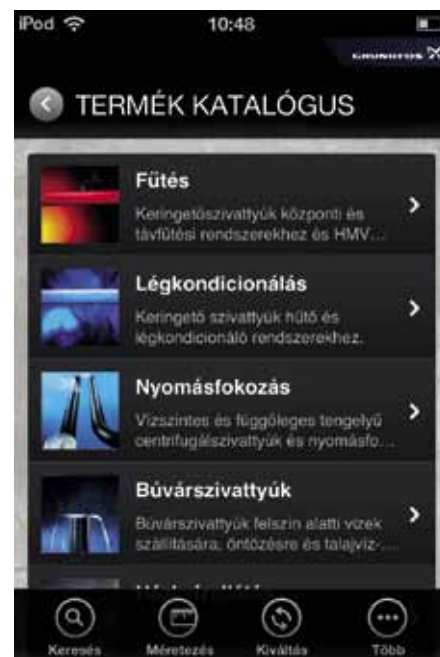 iPod 10:48
GRUNDFOS
TERMÉK KATALÓGUS
Fűtés
Keringetőszivattyúk központi és
távfűtési rendszerekhez és HMV...
Légkondicionálás
Keringető szivattyúk hűtő és
légkondicionáló rendszerekhez.
Nyomásfokozás
Vízszintes és függőleges tengelyű
centrifugálszivattyúk és nyomásfo...
Búvárszivattyúk
Búvárszivattyúk felszín alatti vizek
szállítására, öntözésre és talajvíz-...
Keresés Méretezés Kiváltás Több